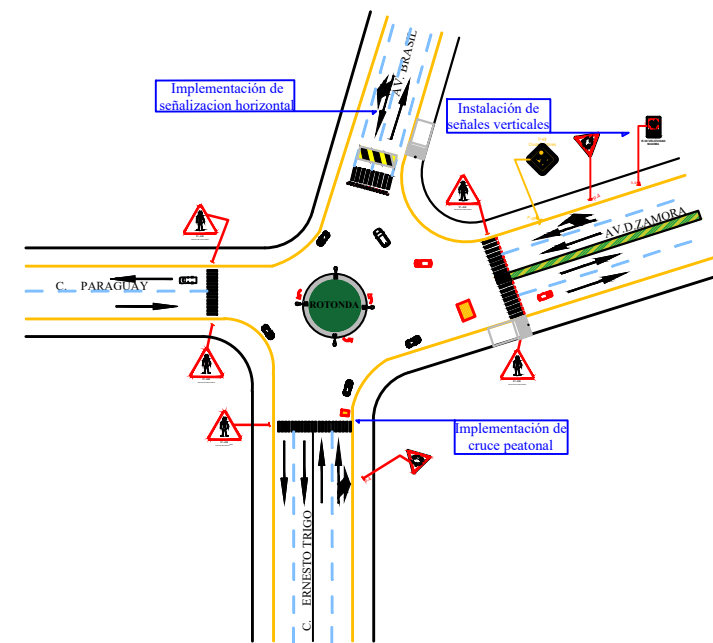 AV. BRASIL
Implementación de
señalizacion horizontal
Instalación de
señales verticales
AV.D.ZAMORA
C. PARAGUAY
ROTONDA
Implementación de
cruce peatonal
C. ERNESTO TRIGO